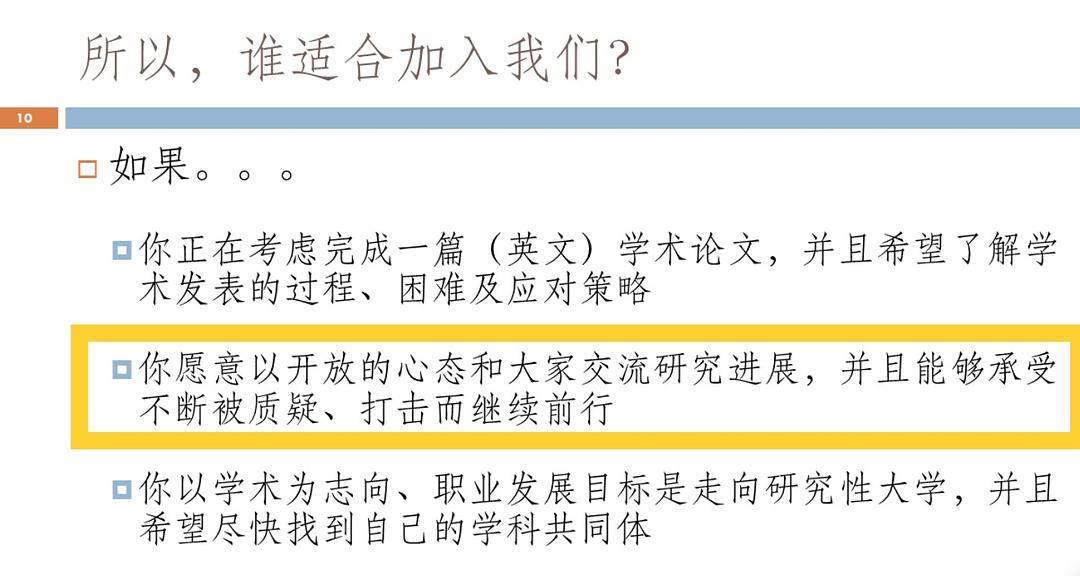 所以，谁适合加入我们？
10
如果。。。
你正在考虑完成一篇（英文）学术论文，并且希望了解学
术发表的过程、困难及应对策略
你愿意以开放的心态和大家交流研究进展，并且能够承受
不断被质疑、打击而继续前行
你以学术为志向、职业发展目标是走向研究性大学，并且
希望尽快找到自己的学科共同体